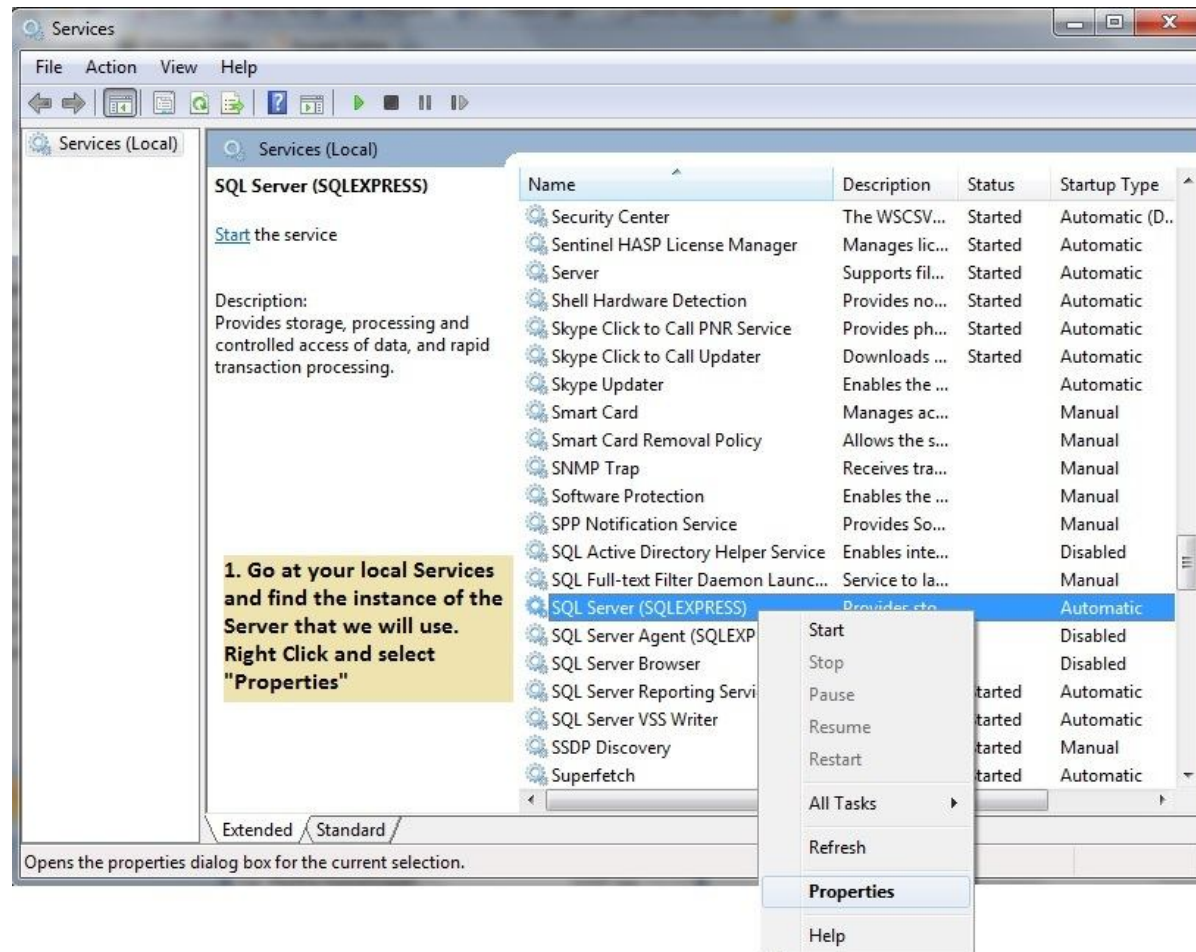 Services
File Action View Help
Services (Local)
Services (Local)
SQL Server (SQLEXPRESS)
Start the service
Description:
Provides storage, processing and
controlled access of data, and rapid
transaction processing.
1. Go at your local Services
and find the instance of the
Server that we will use.
Right Click and select
"Properties"
Name Description Status Startup Type
Security Center The WSCSV... Started Automatic (D..
Sentinel HASP License Manager Manages lic... Started Automatic
Server Supports fil... Started Automatic
Shell Hardware Detection Provides no... Started Automatic
Skype Click to Call PNR Service Provides ph... Started Automatic
Skype Click to Call Updater Downloads ... Started Automatic
Skype Updater Enables the ... Automatic
Smart Card Manages ac... Manual
Smart Card Removal Policy Allows the s... Manual
SNMP Trap Receives tra... Manual
Software Protection Enables the ... Manual
SPP Notification Service Provides So... Manual
SQL Active Directory Helper Service Enables inte... Disabled
SQL Full-text Filter Daemon Launc... Service to la... Manual
SQL Server (SQLEXPRESS) Provides sto... Automatic
SQL Server Agent (SQLEXP Disabled
SQL Server Browser Disabled
SQL Server Reporting Servi tarted Automatic
SQL Server VSS Writer tarted Automatic
SSDP Discovery tarted Manual
Superfetch tarted Automatic
Start
Stop
Pause
Resume
Restart
All Tasks
Refresh
Properties
Help
Extended Standard
Opens the properties dialog box for the current selection.